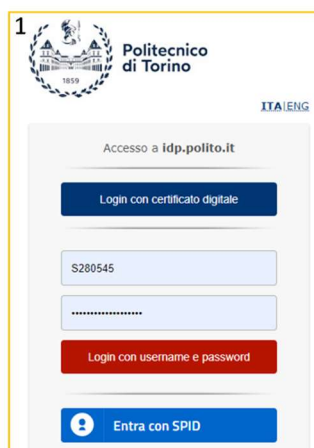 1
Politecnico
di Torino
1859
ITA|ENG
Accesso a idp.polito.it
Login con certificato digitale
S280545
•••••••••••••••••••
Login con username e password
Entra con SPID